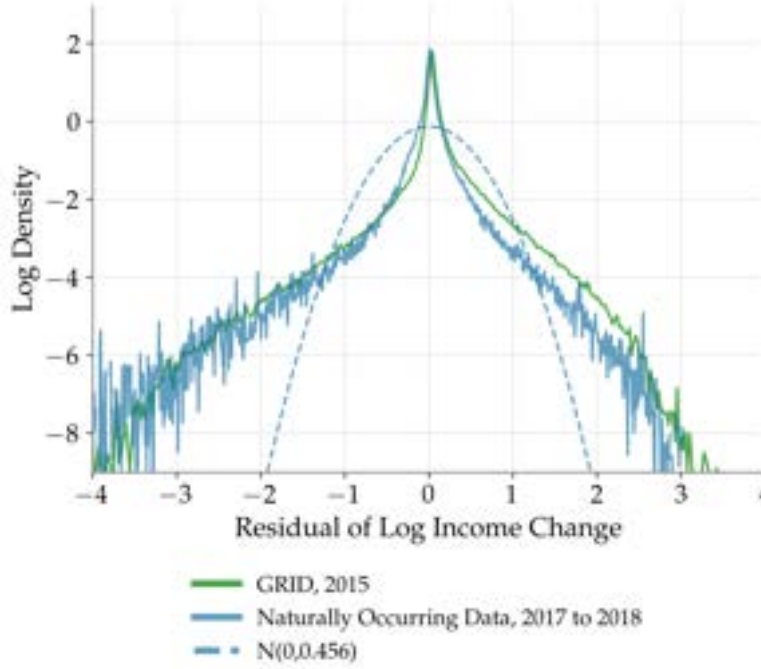 Log Density
2
0
−2
−4
−6
−8
−4 −3 −2 −1 0 1 2 3
Residual of Log Income Change
GRID, 2015
Naturally Occurring Data, 2017 to 2018
N(0,0.456)